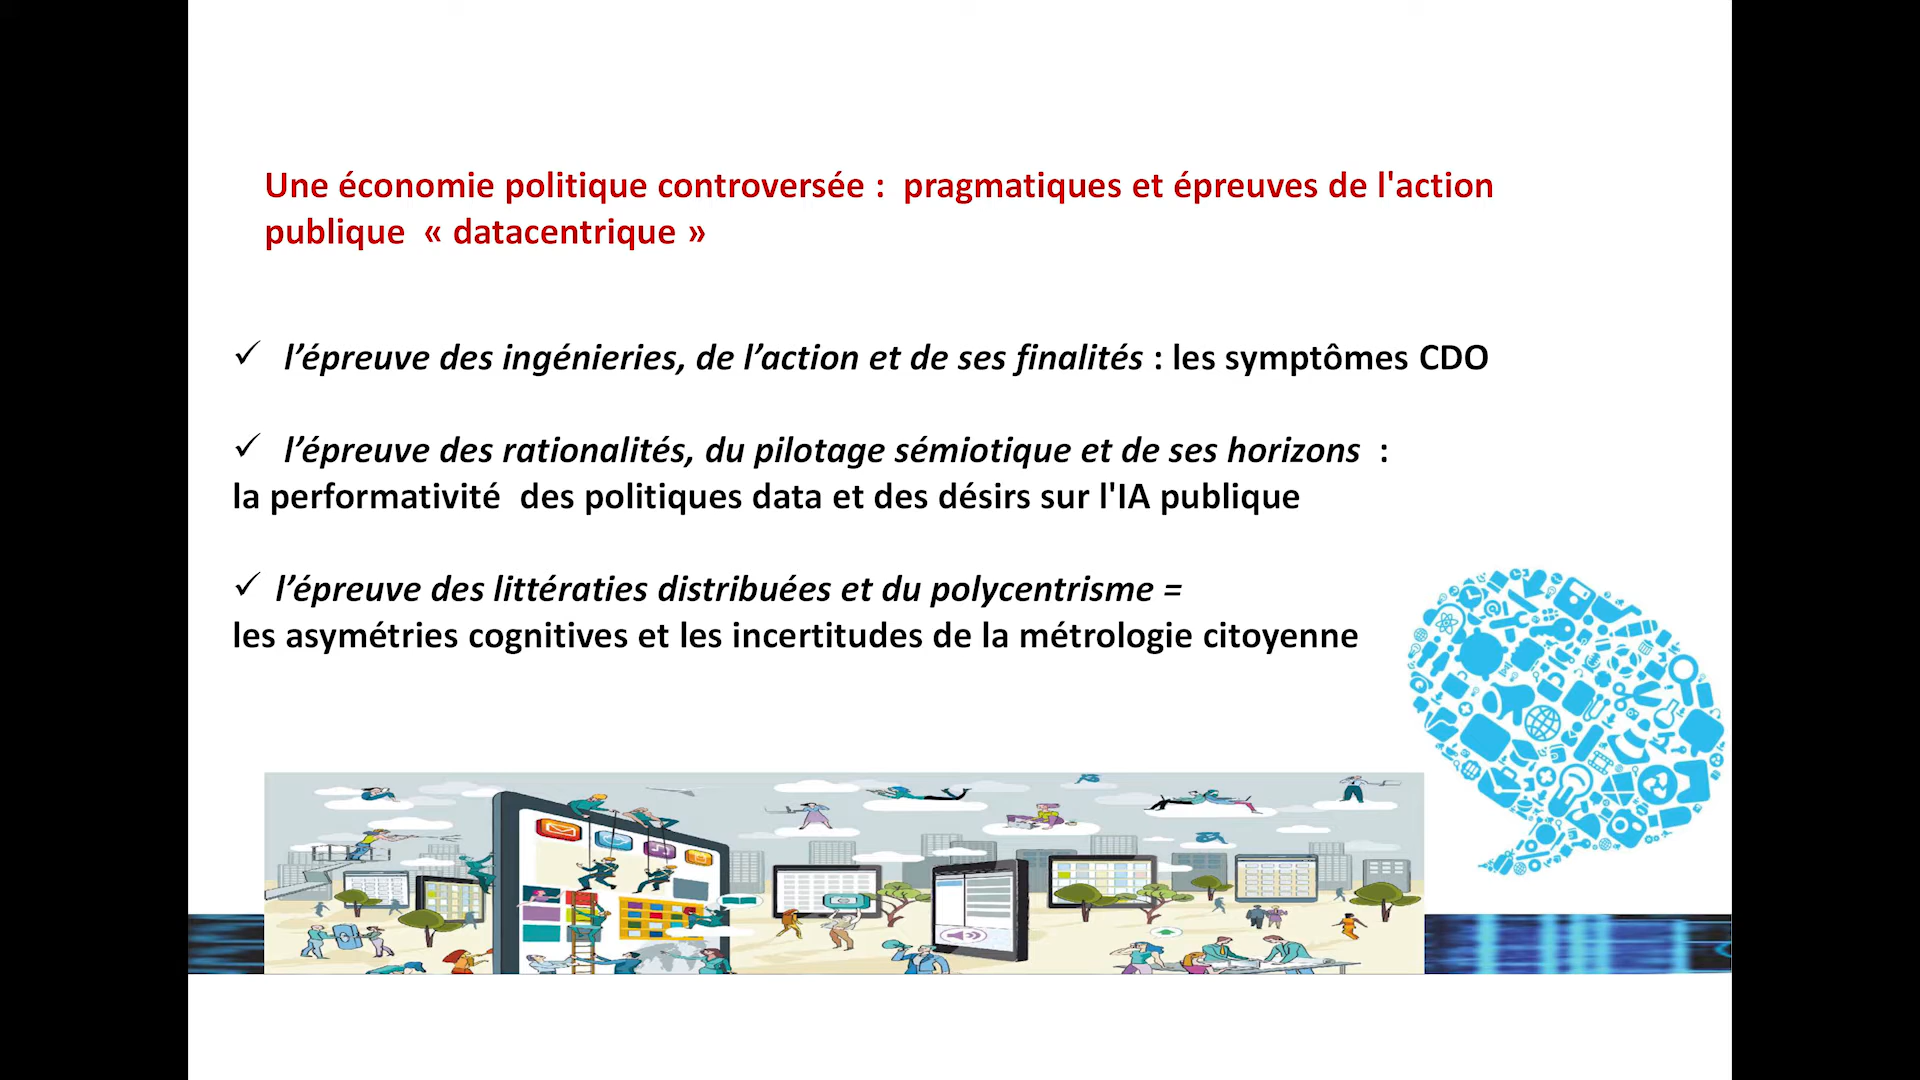 Une économie politique controversée : pragmatiques et épreuves de l'action
publique « datacentrique »
✓ l’épreuve des ingénieries, de l’action et de ses finalités : les symptômes CDO
✓ l’épreuve des rationalités, du pilotage sémiotique et de ses horizons :
la performativité des politiques data et des désirs sur l'IA publique
✓ l’épreuve des littératies distribuées et du polycentrisme =
les asymétries cognitives et les incertitudes de la métrologie citoyenne